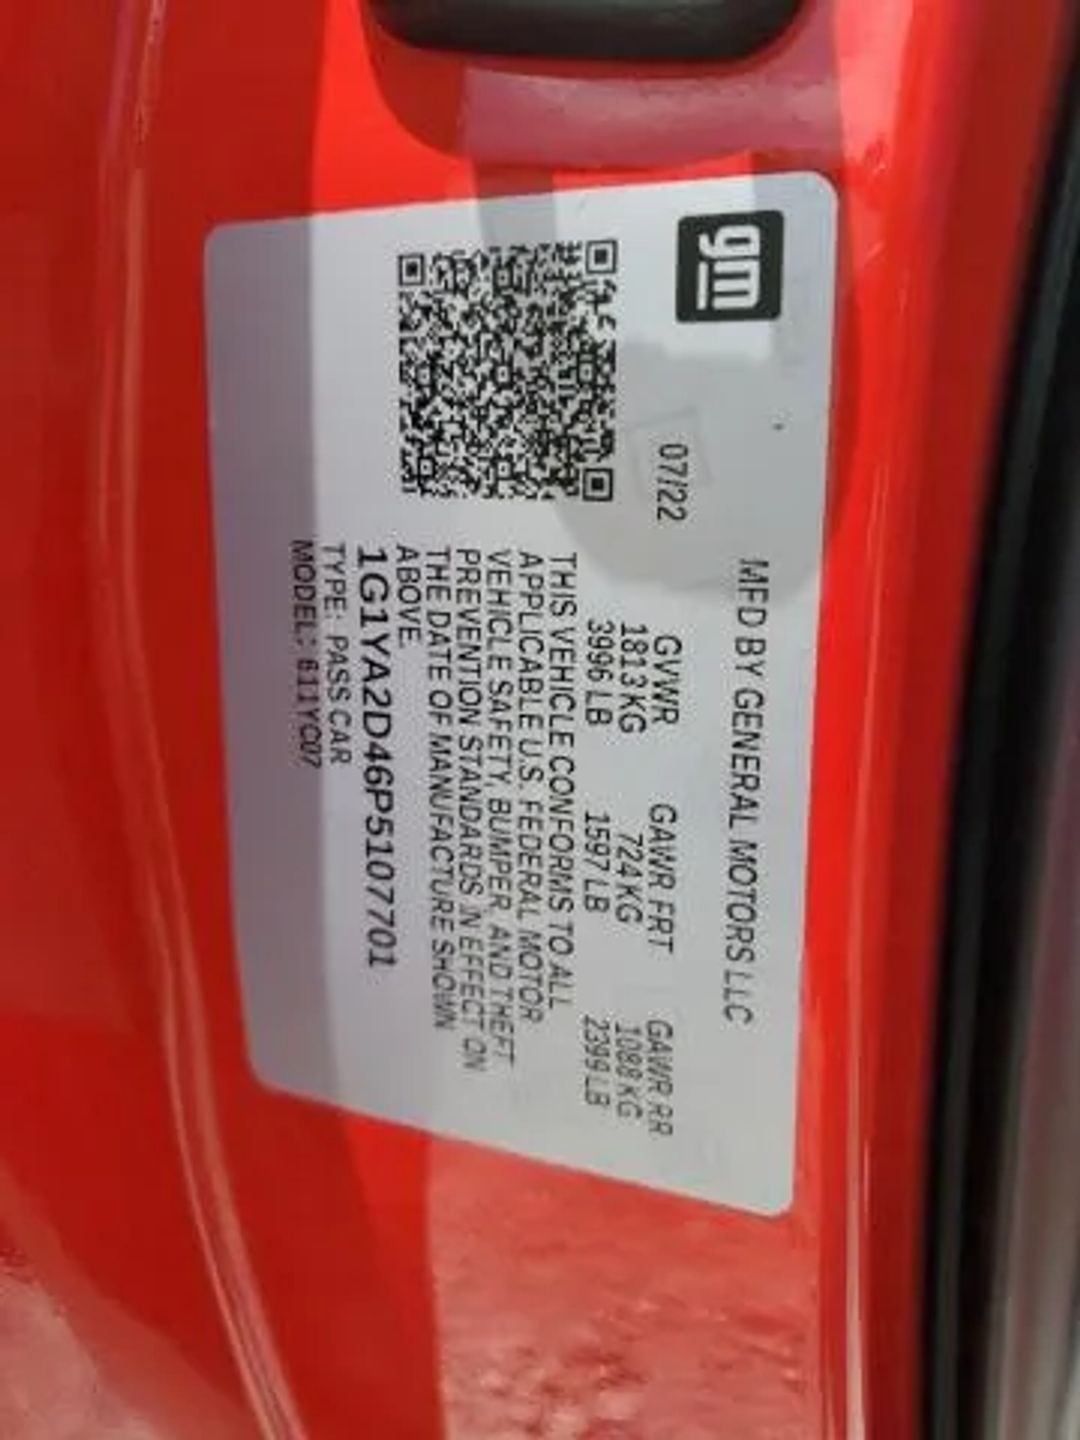 gm
MFD BY GENERAL MOTORS LLC
07/22
GVWR GAWR FRT GAWR RR
1813 KG 724 KG 1088 KG
3996 LB 1597 LB 2399 LB
THIS VEHICLE CONFORMS TO ALL
APPLICABLE U.S. FEDERAL MOTOR
VEHICLE SAFETY, BUMPER, AND THEFT
PREVENTION STANDARDS IN EFFECT ON
THE DATE OF MANUFACTURE SHOWN
ABOVE.
1G1YA2D46P5107701
TYPE: PASS CAR
MODEL: 611YC07